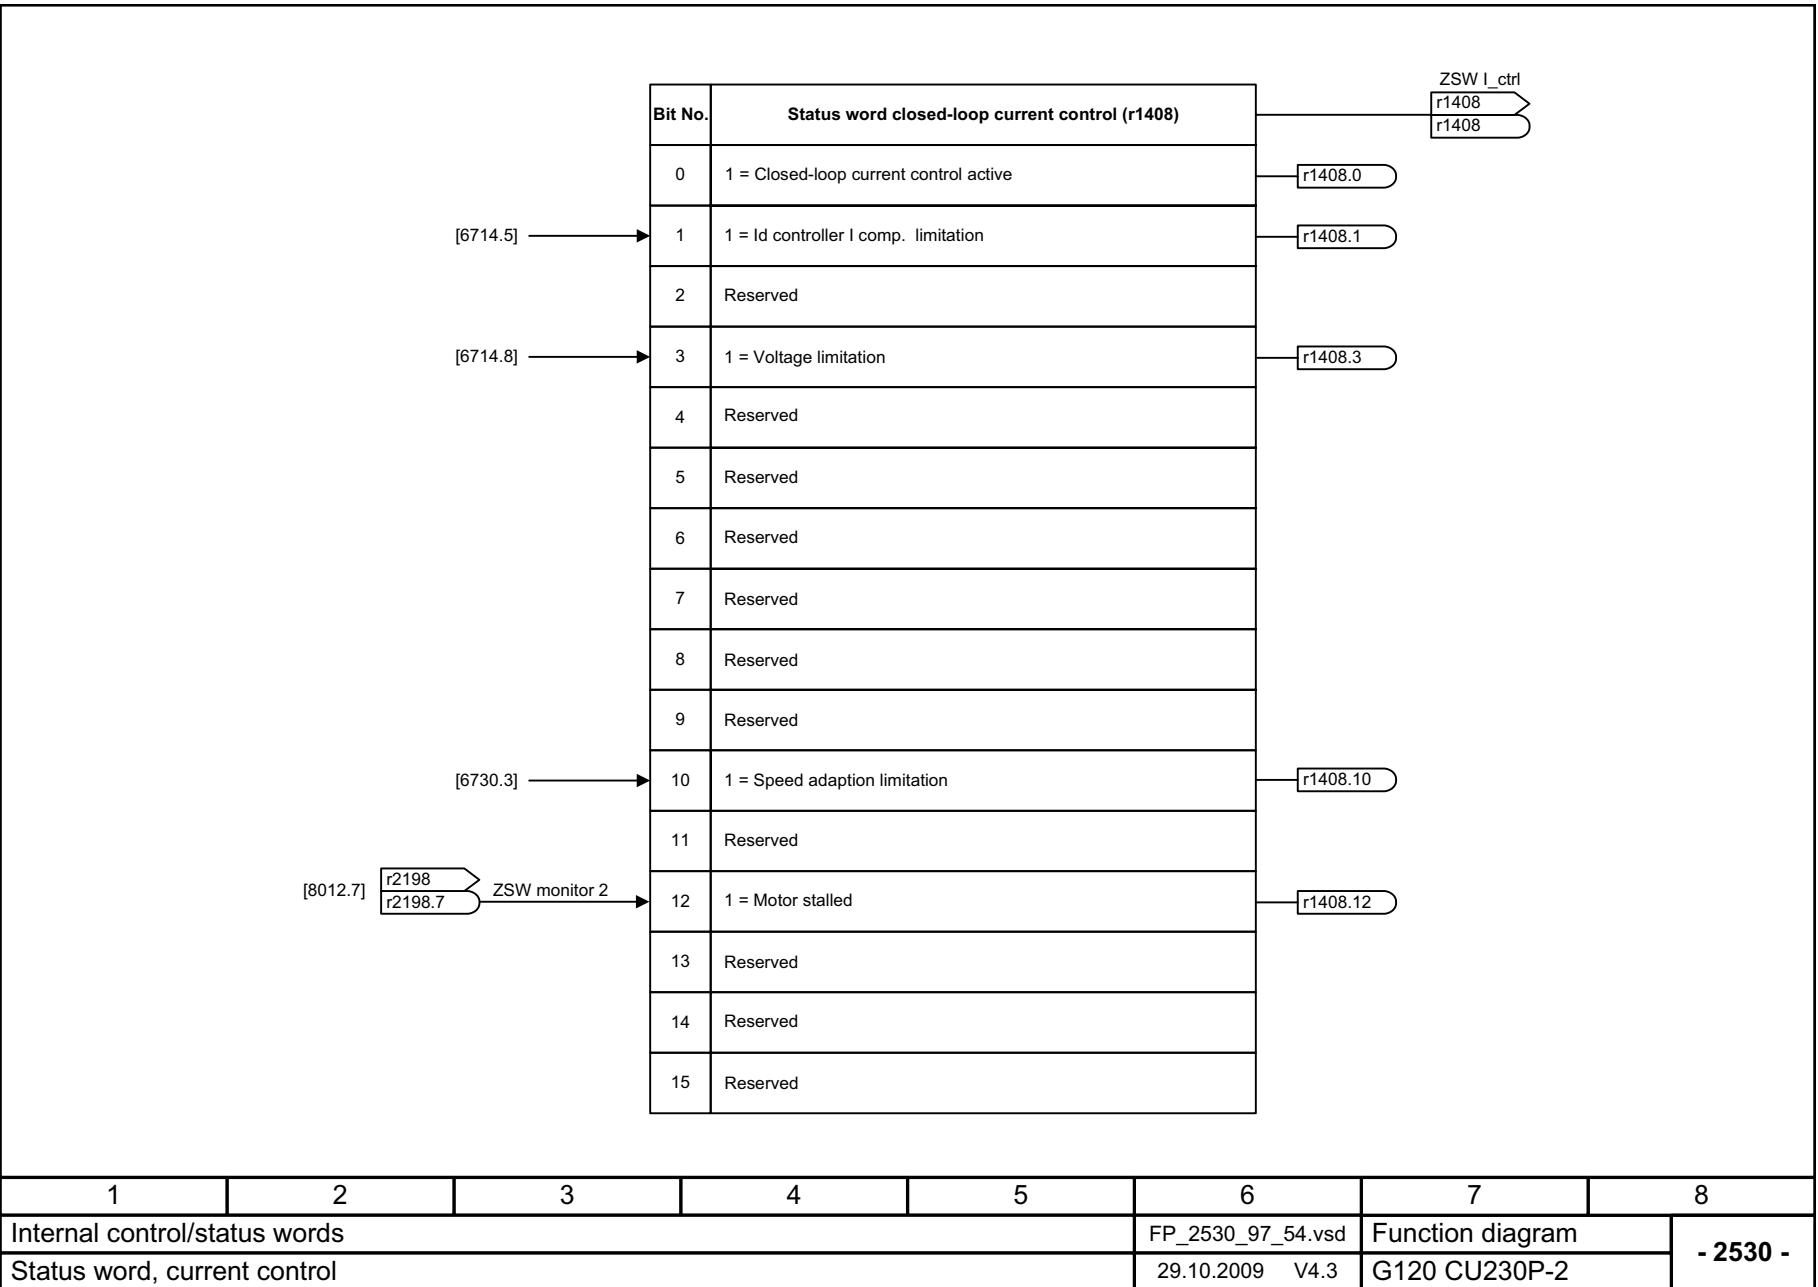 ZSW I_ctrl
Bit No. Status word closed-loop current control (r1408) r1408
r1408
0 1 = Closed-loop current control active r1408.0
[6714.5] 1 1 = Id controller I comp. limitation r1408.1
2 Reserved
[6714.8] 3 1 = Voltage limitation r1408.3
4 Reserved
5 Reserved
6 Reserved
7 Reserved
8 Reserved
9 Reserved
[6730.3] 10 1 = Speed adaption limitation r1408.10
11 Reserved
[8012.7] r2198
r2198.7 ZSW monitor 2 12 1 = Motor stalled r1408.12
13 Reserved
14 Reserved
15 Reserved
1 2 3 4 5 6 7 8
Internal control/status words FP_2530_97_54.vsd Function diagram - 2530 -
Status word, current control 29.10.2009 V4.3 G120 CU230P-2